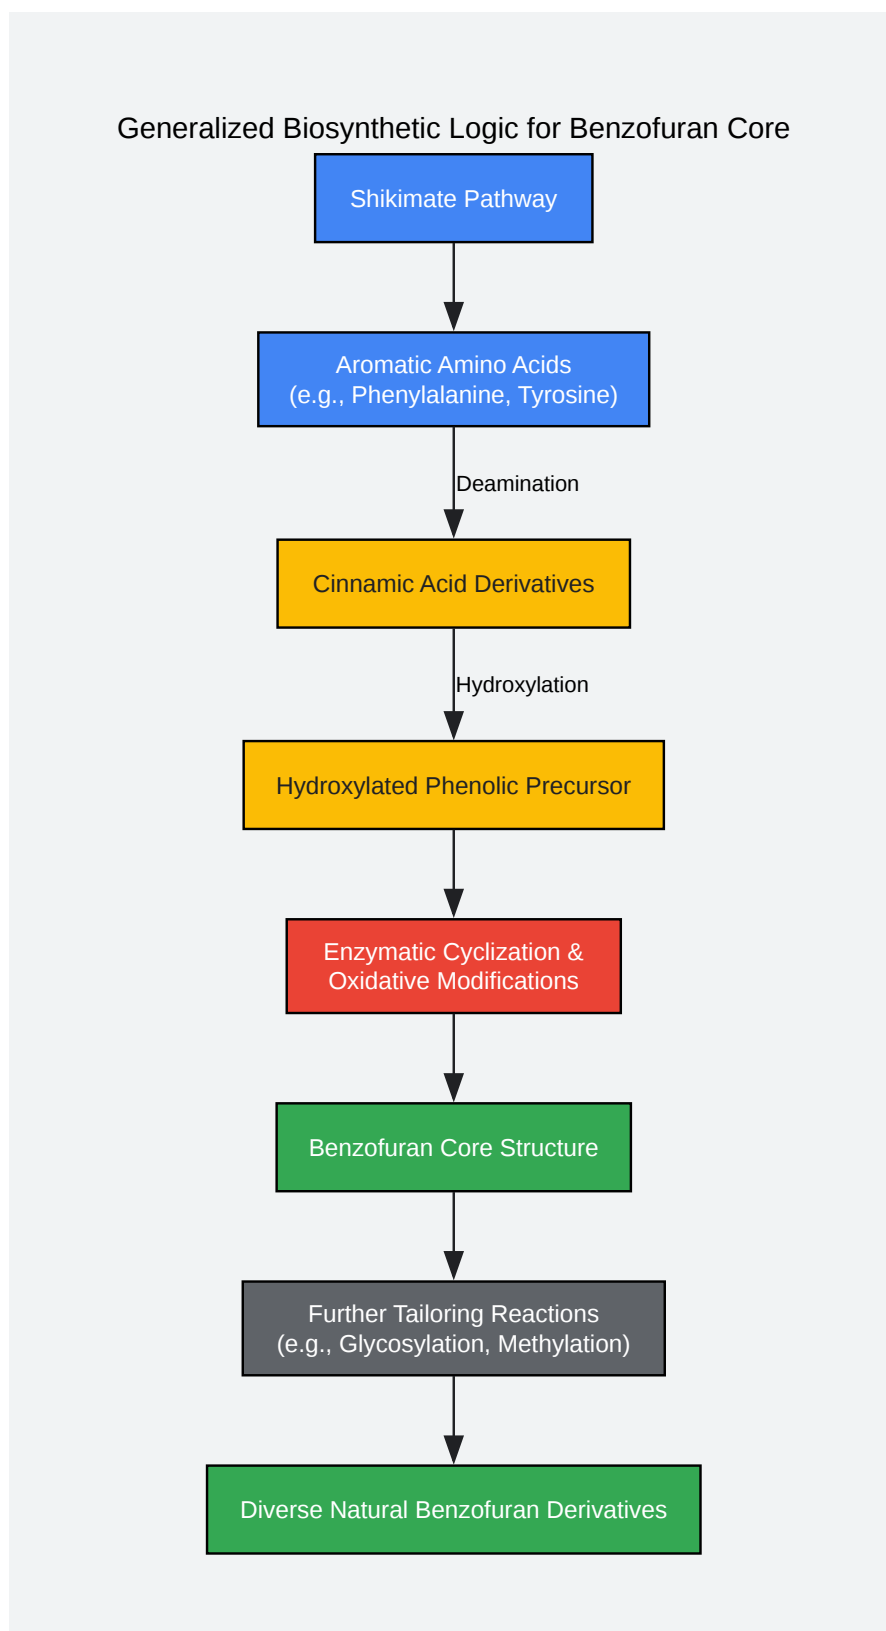 Generalized Biosynthetic Logic for Benzofuran Core
Shikimate Pathway
Aromatic Amino Acids
(e.g., Phenylalanine, Tyrosine)
Deamination
Cinnamic Acid Derivatives
Hydroxylation
Hydroxylated Phenolic Precursor
Enzymatic Cyclization &
Oxidative Modifications
Benzofuran Core Structure
Further Tailoring Reactions
(e.g., Glycosylation, Methylation)
Diverse Natural Benzofuran Derivatives